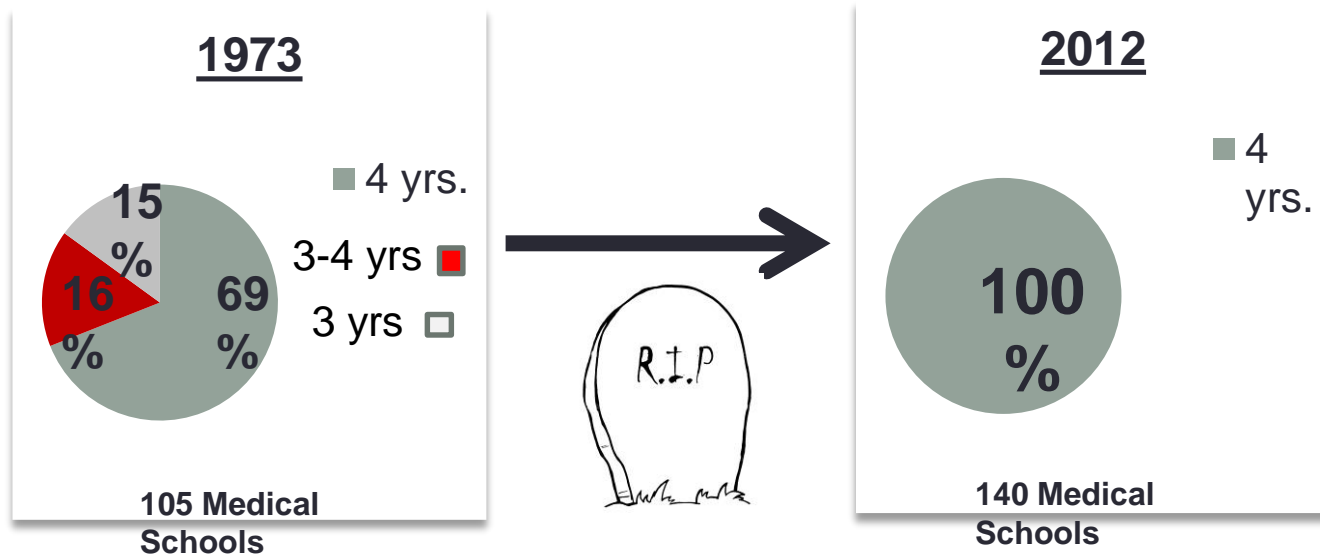 1973
15
%
16
%
69
%
4 yrs.
3-4 yrs
3 yrs
105 Medical
Schools
R.I.P
2012
4
yrs.
100
%
140 Medical
Schools